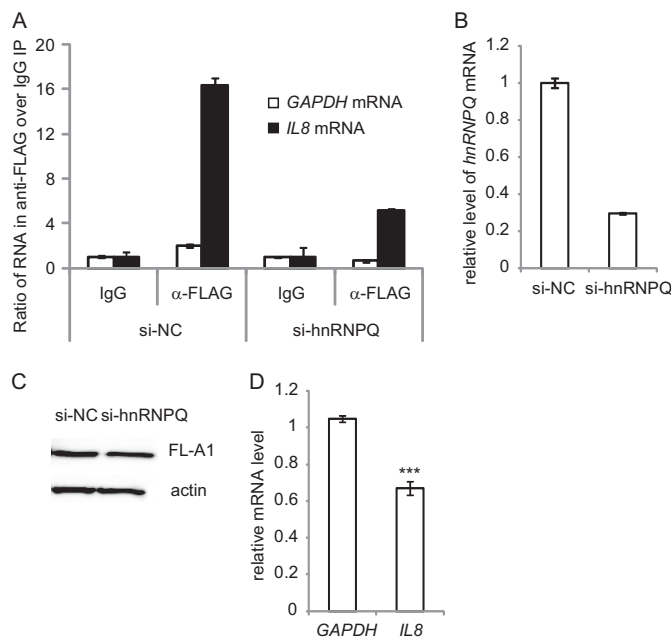 A
Ratio of RNA in anti-FLAG over IgG IP
20
16
12
8
4
0
GAPDH mRNA
IL8 mRNA
IgG
α-FLAG
IgG
α-FLAG
si-NC
si-hnRNPQ
B
relative level of hnRNPQ mRNA
1.2
1
0.8
0.6
0.4
0.2
0
si-NC
si-hnRNPQ
C
si-NC si-hnRNPQ
FL-A1
actin
D
relative mRNA level
1.2
1
0.8
0.6
0.4
0.2
0
***
GAPDH
IL8